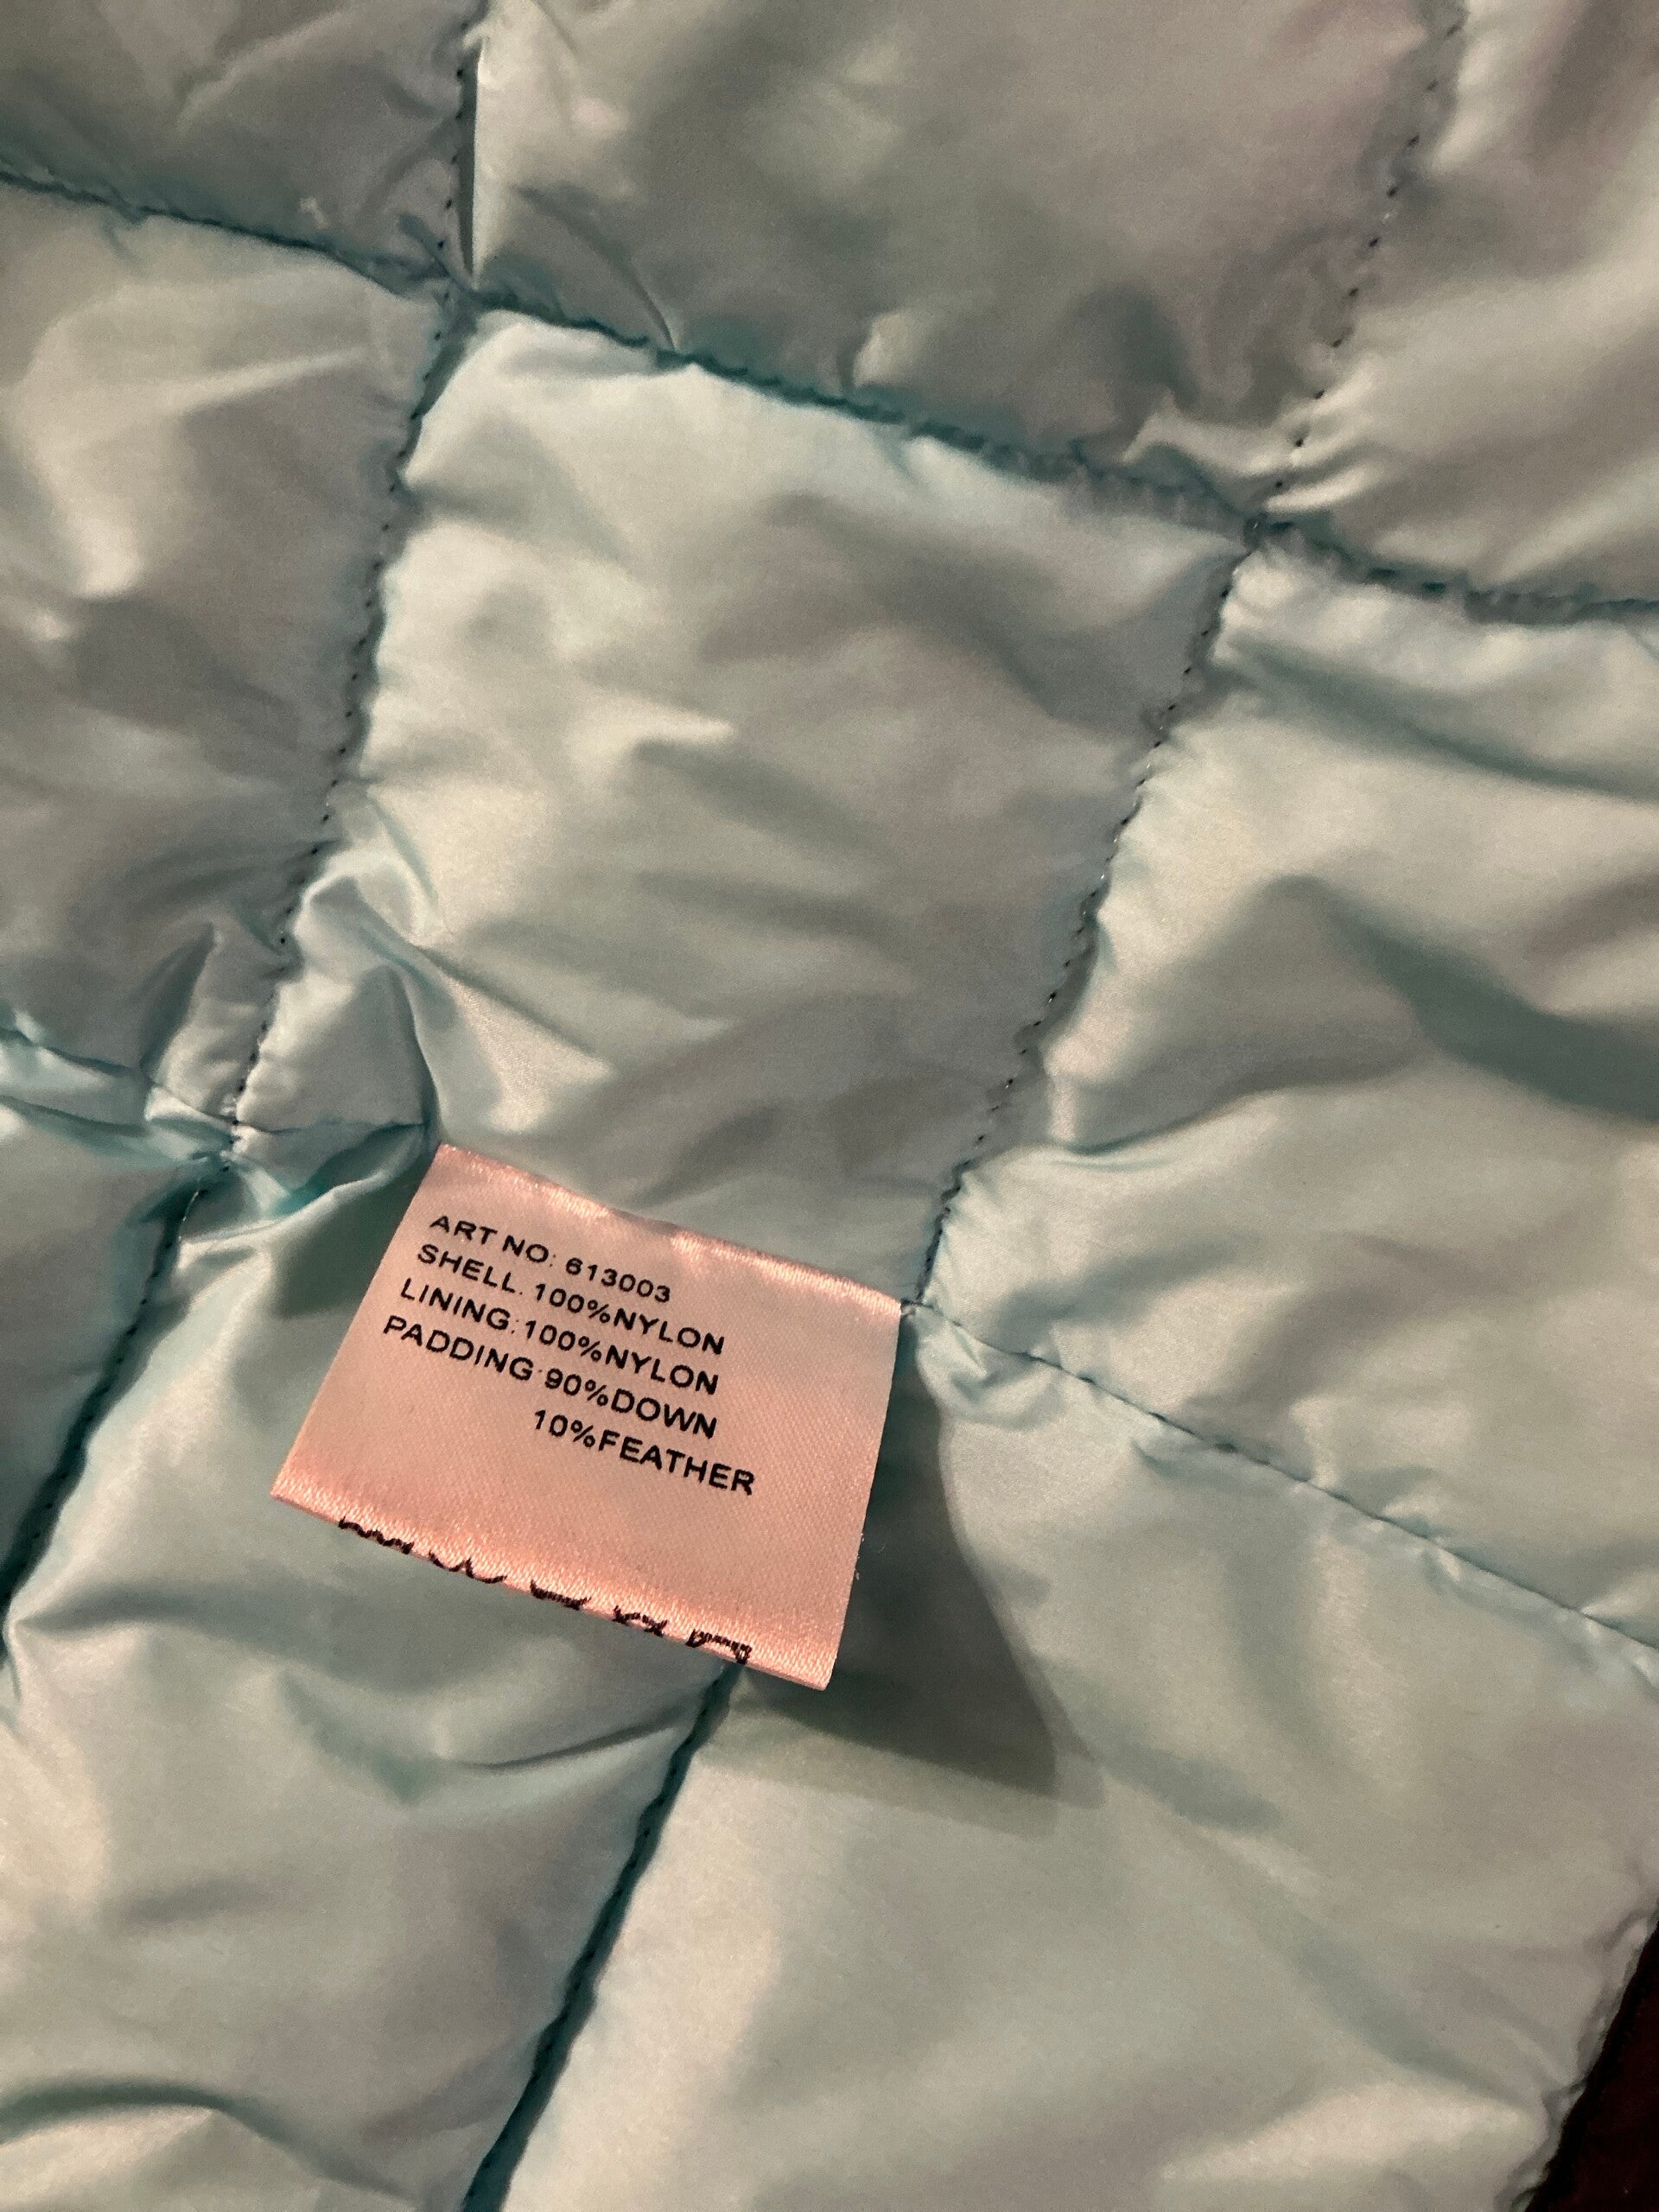 ART NO: 613003
SHELL: 100%NYLON
LINING:100%NYLON
PADDING:90%DOWN
10%FEATHER